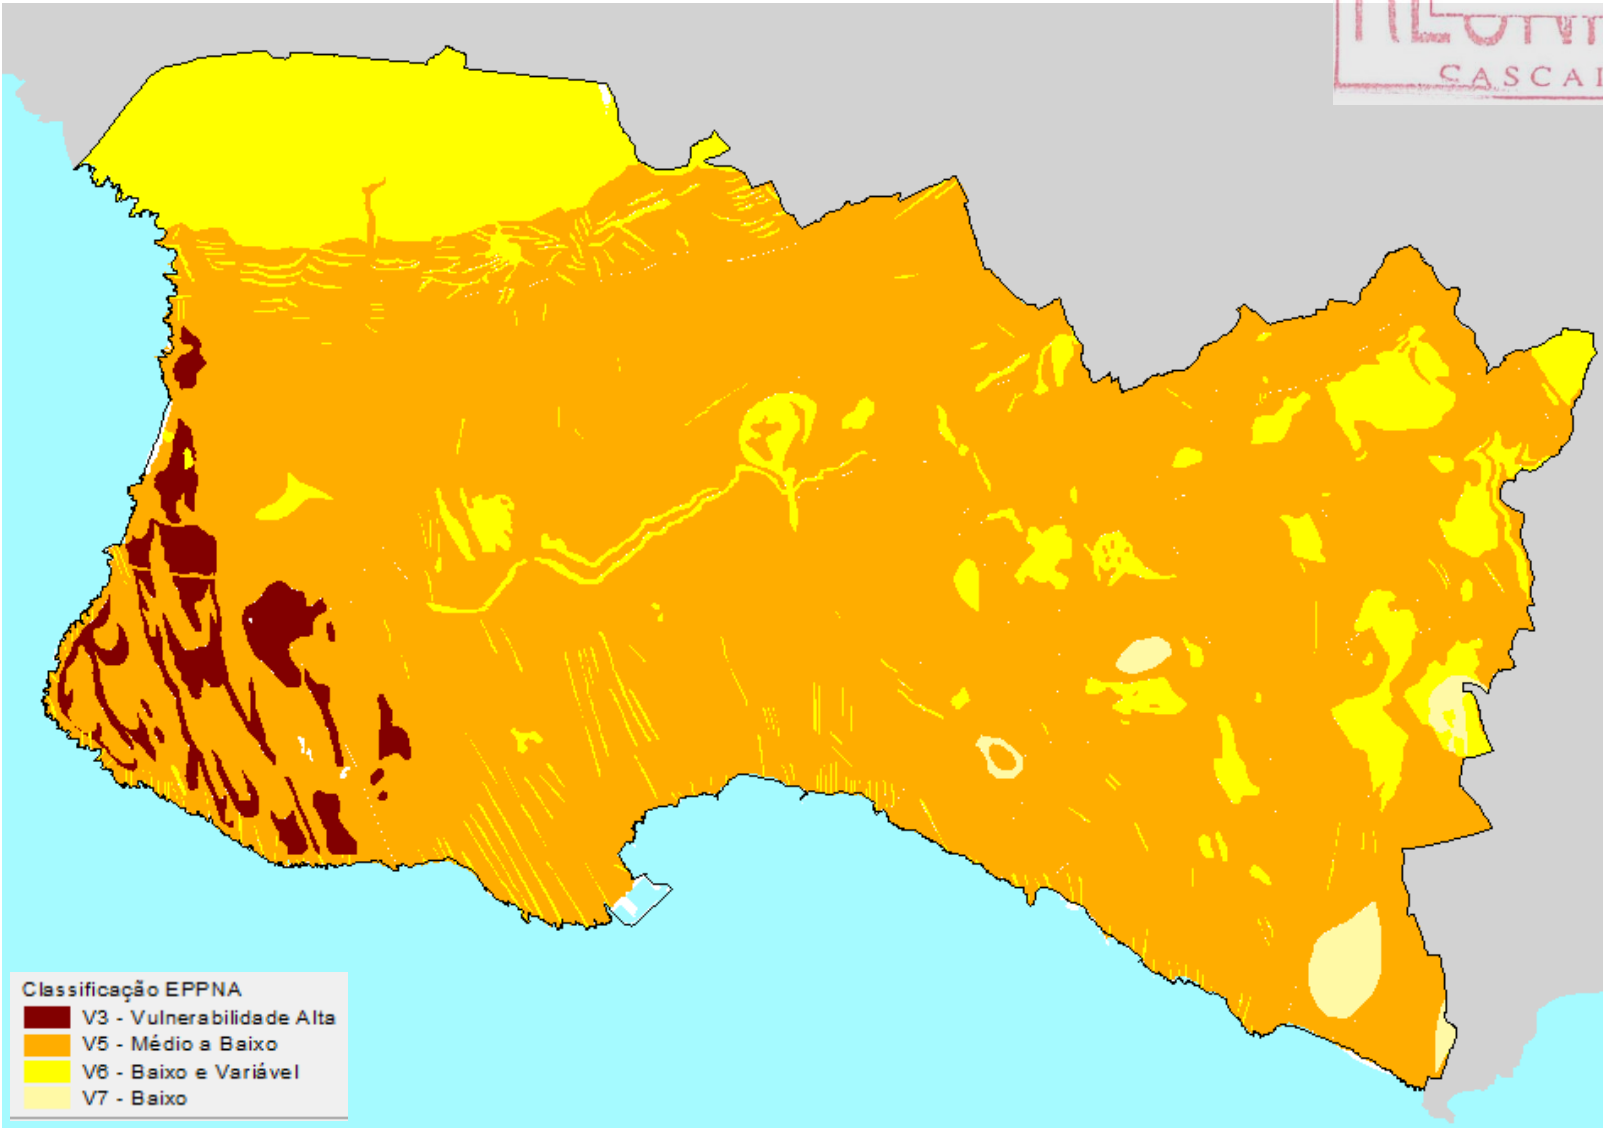 CASCAI
Classificação EPPNA
V3 - Vulnerabilidade Alta
V5 - Médio a Baixo
V6 - Baixo e Variável
V7 - Baixo